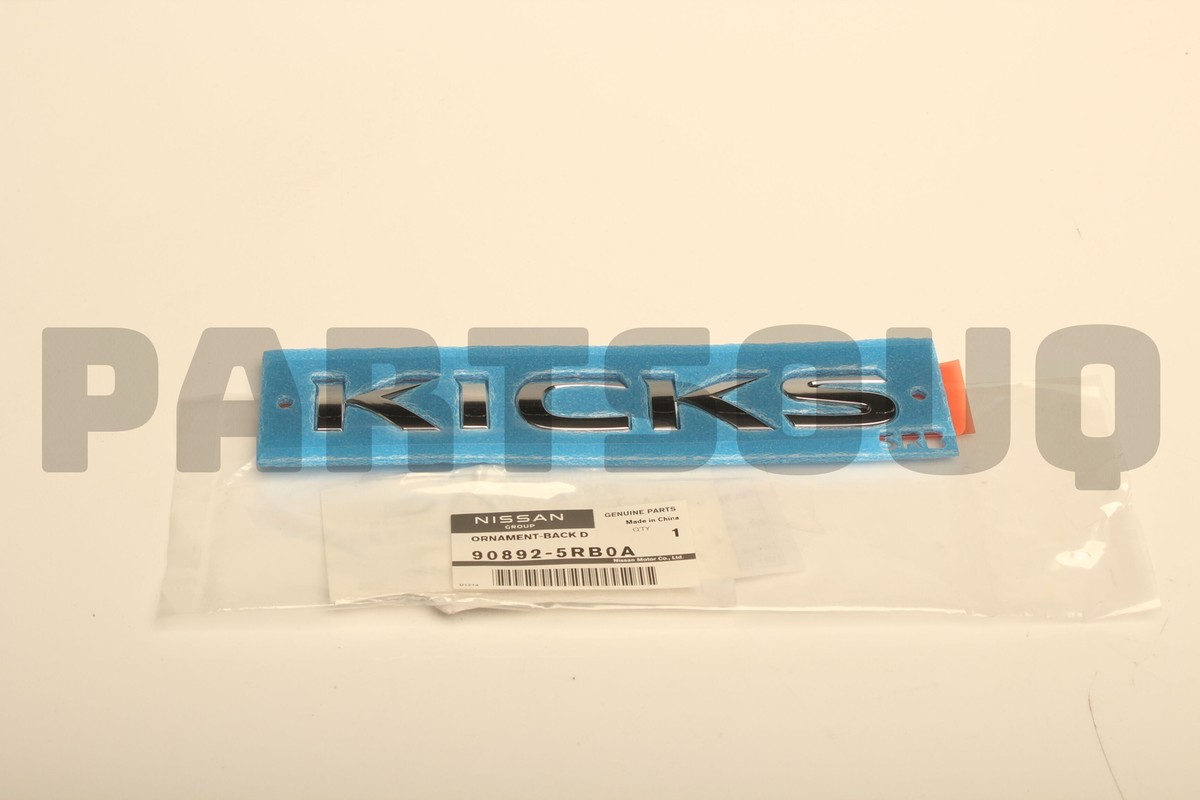 PARTSOUQ
KICKS
5RB
NISSAN
GROUP
GENUINE PARTS
Made in China
ORNAMENT-BACK D
QTY 1
90892-5RB0A
Nissan Motor Co., Ltd.